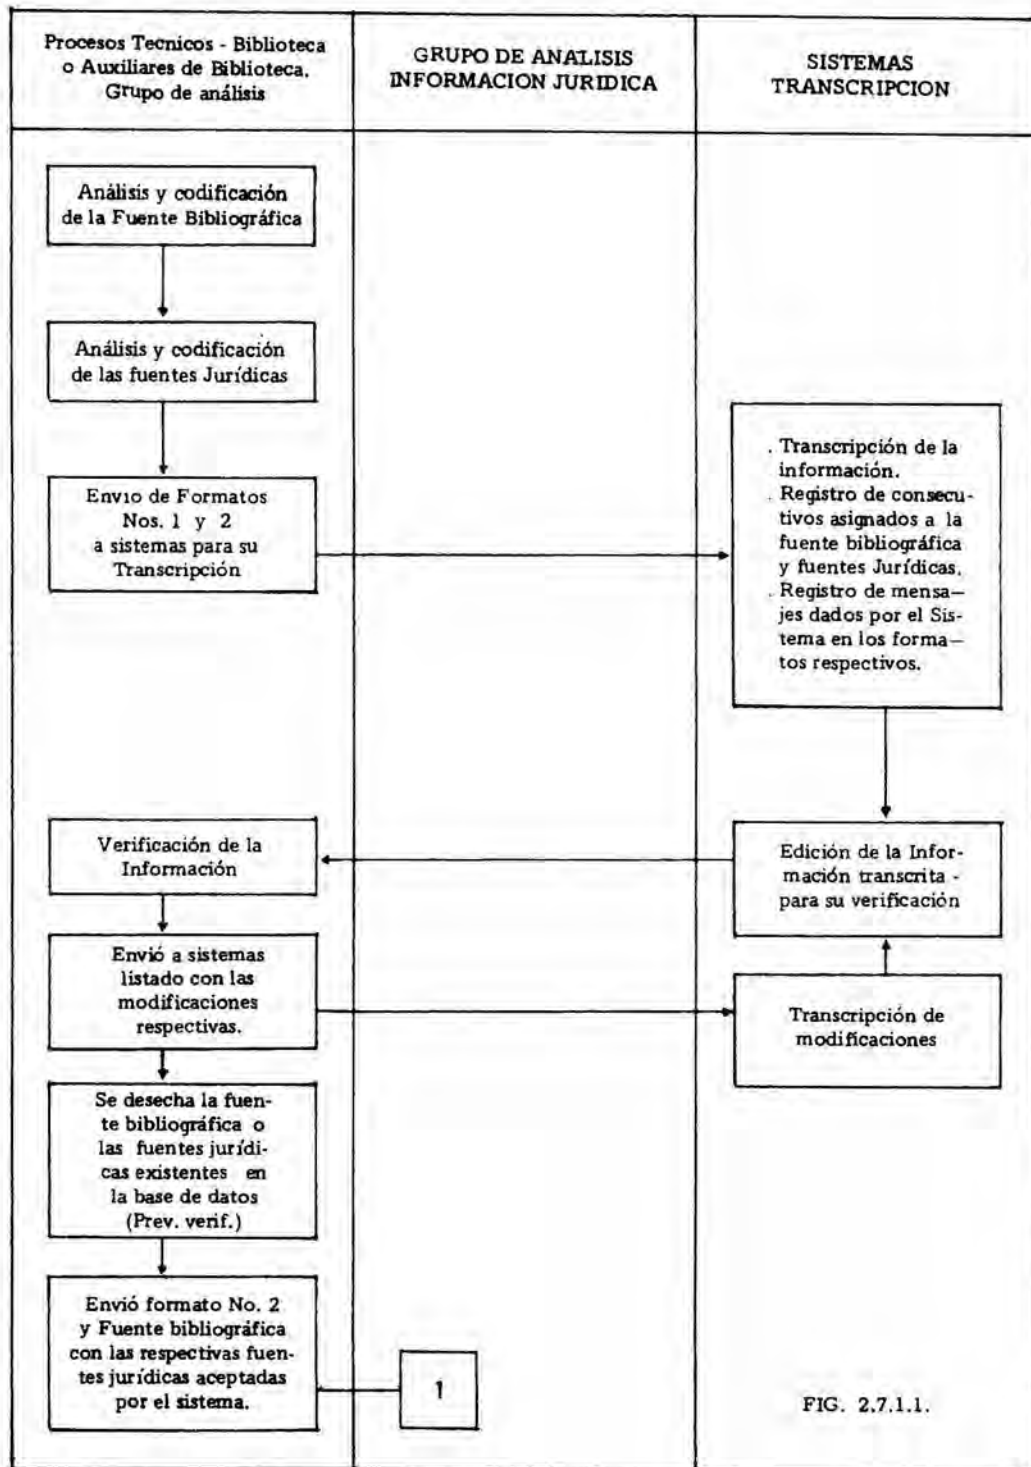 Procesos Tecnicos - Biblioteca
o Auxiliares de Biblioteca.
Grupo de análisis
GRUPO DE ANALISIS
INFORMACION JURIDICA
SISTEMAS
TRANSCRIPCION
Análisis y codificación
de la Fuente Bibliográfica
Análisis y codificación
de las fuentes Jurídicas
Envio de Formatos
Nos. 1 y 2
a sistemas para su
Transcripción
. Transcripción de la
información.
. Registro de consecu-
tivos asignados a la
fuente bibliográfica
y fuentes Jurídicas.
. Registro de mensa-
jes dados por el Sis-
tema en los forma-
tos respectivos.
Verificación de la
Información
Edición de la Infor-
mación transcrita -
para su verificación
Envió a sistemas
listado con las
modificaciones
respectivas.
Transcripción de
modificaciones
Se desecha la fuen-
te bibliográfica o
las fuentes jurídi-
cas existentes en
la base de datos
(Prev. verif.)
Envió formato No. 2
y Fuente bibliográfica
con las respectivas fuen-
tes jurídicas aceptadas
por el sistema.
1
FIG. 2.7.1.1.